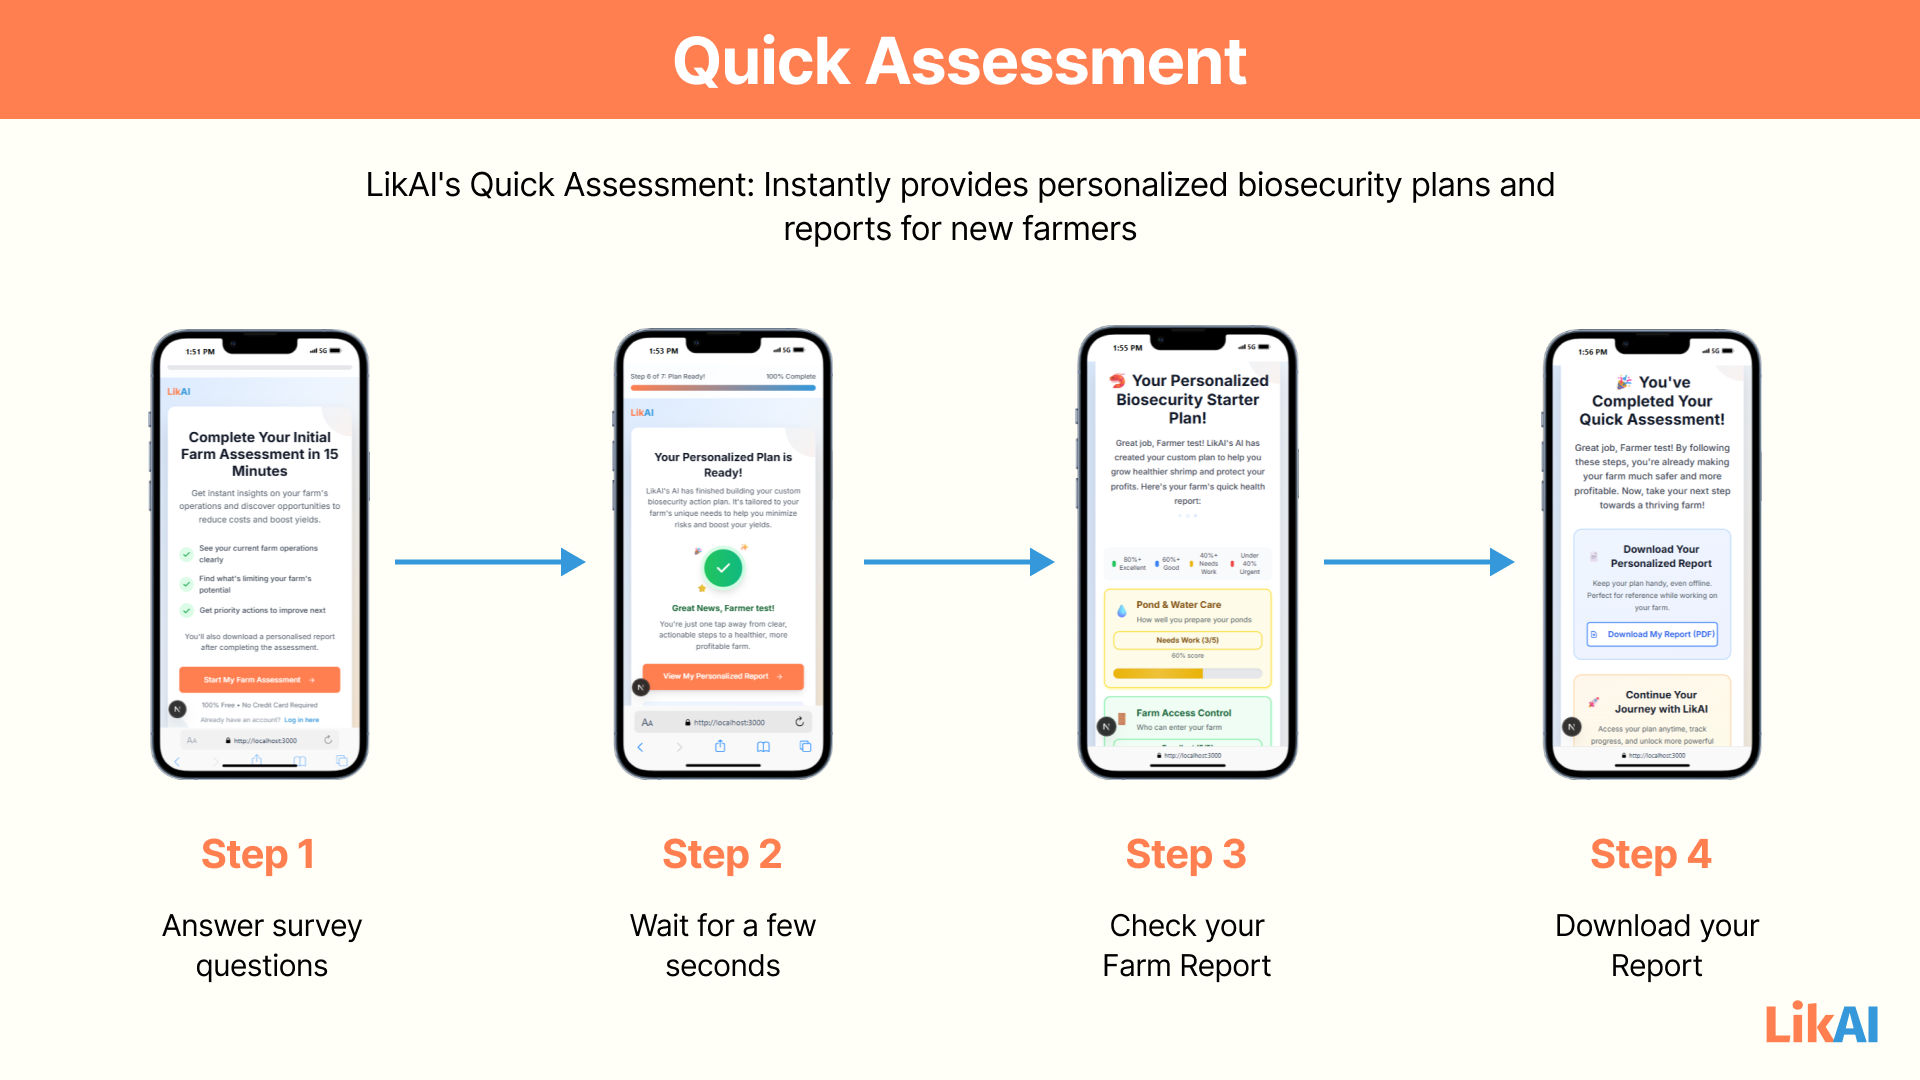 Quick Assessment
LikAI's Quick Assessment: Instantly provides personalized biosecurity plans and
reports for new farmers
1:51 PM
5G
LikAI
Complete Your Initial
Farm Assessment in 15
Minutes
Get instant insights on your farm's
operations and discover opportunities to
reduce costs and boost yields.
See your current farm operations
clearly
Find what's limiting your farm's
potential
Get priority actions to improve next
You'll also download a personalised report
after completing the assessment.
Start My Farm Assessment →
100% Free • No Credit Card Required
Already have an account? Log in here
N
AA http://localhost:3000
1:53 PM
5G
Step 6 of 7: Plan Ready! 100% Complete
LikAI
Your Personalized Plan is
Ready!
LikAI's AI has finished building your custom
biosecurity action plan. It's tailored to your
farm's unique needs to help you minimize
risks and boost your yields.
Great News, Farmer test!
You're just one tap away from clear,
actionable steps to a healthier, more
profitable farm.
View My Personalized Report →
N
AA http://localhost:3000
1:55 PM
5G
Your Personalized
Biosecurity Starter
Plan!
Great job, Farmer test! LikAI's AI has
created your custom plan to help you
grow healthier shrimp and protect your
profits. Here's your farm's quick health
report:
80%+
Excellent
60%+
Good
40%+
Needs
Work
Under
40%
Urgent
Pond & Water Care
How well you prepare your ponds
Needs Work (3/5)
60% score
Farm Access Control
Who can enter your farm
N
http://localhost:3000
1:56 PM
5G
You've
Completed Your
Quick Assessment!
Great job, Farmer test! By following
these steps, you're already making
your farm much safer and more
profitable. Now, take your next step
towards a thriving farm!
Download Your
Personalized Report
Keep your plan handy, even offline.
Perfect for reference while working on
your farm.
Download My Report (PDF)
Continue Your
Journey with LikAI
Access your plan anytime, track
progress, and unlock more powerful
N
http://localhost:3000
Step 1
Answer survey
questions
Step 2
Wait for a few
seconds
Step 3
Check your
Farm Report
Step 4
Download your
Report
LikAI